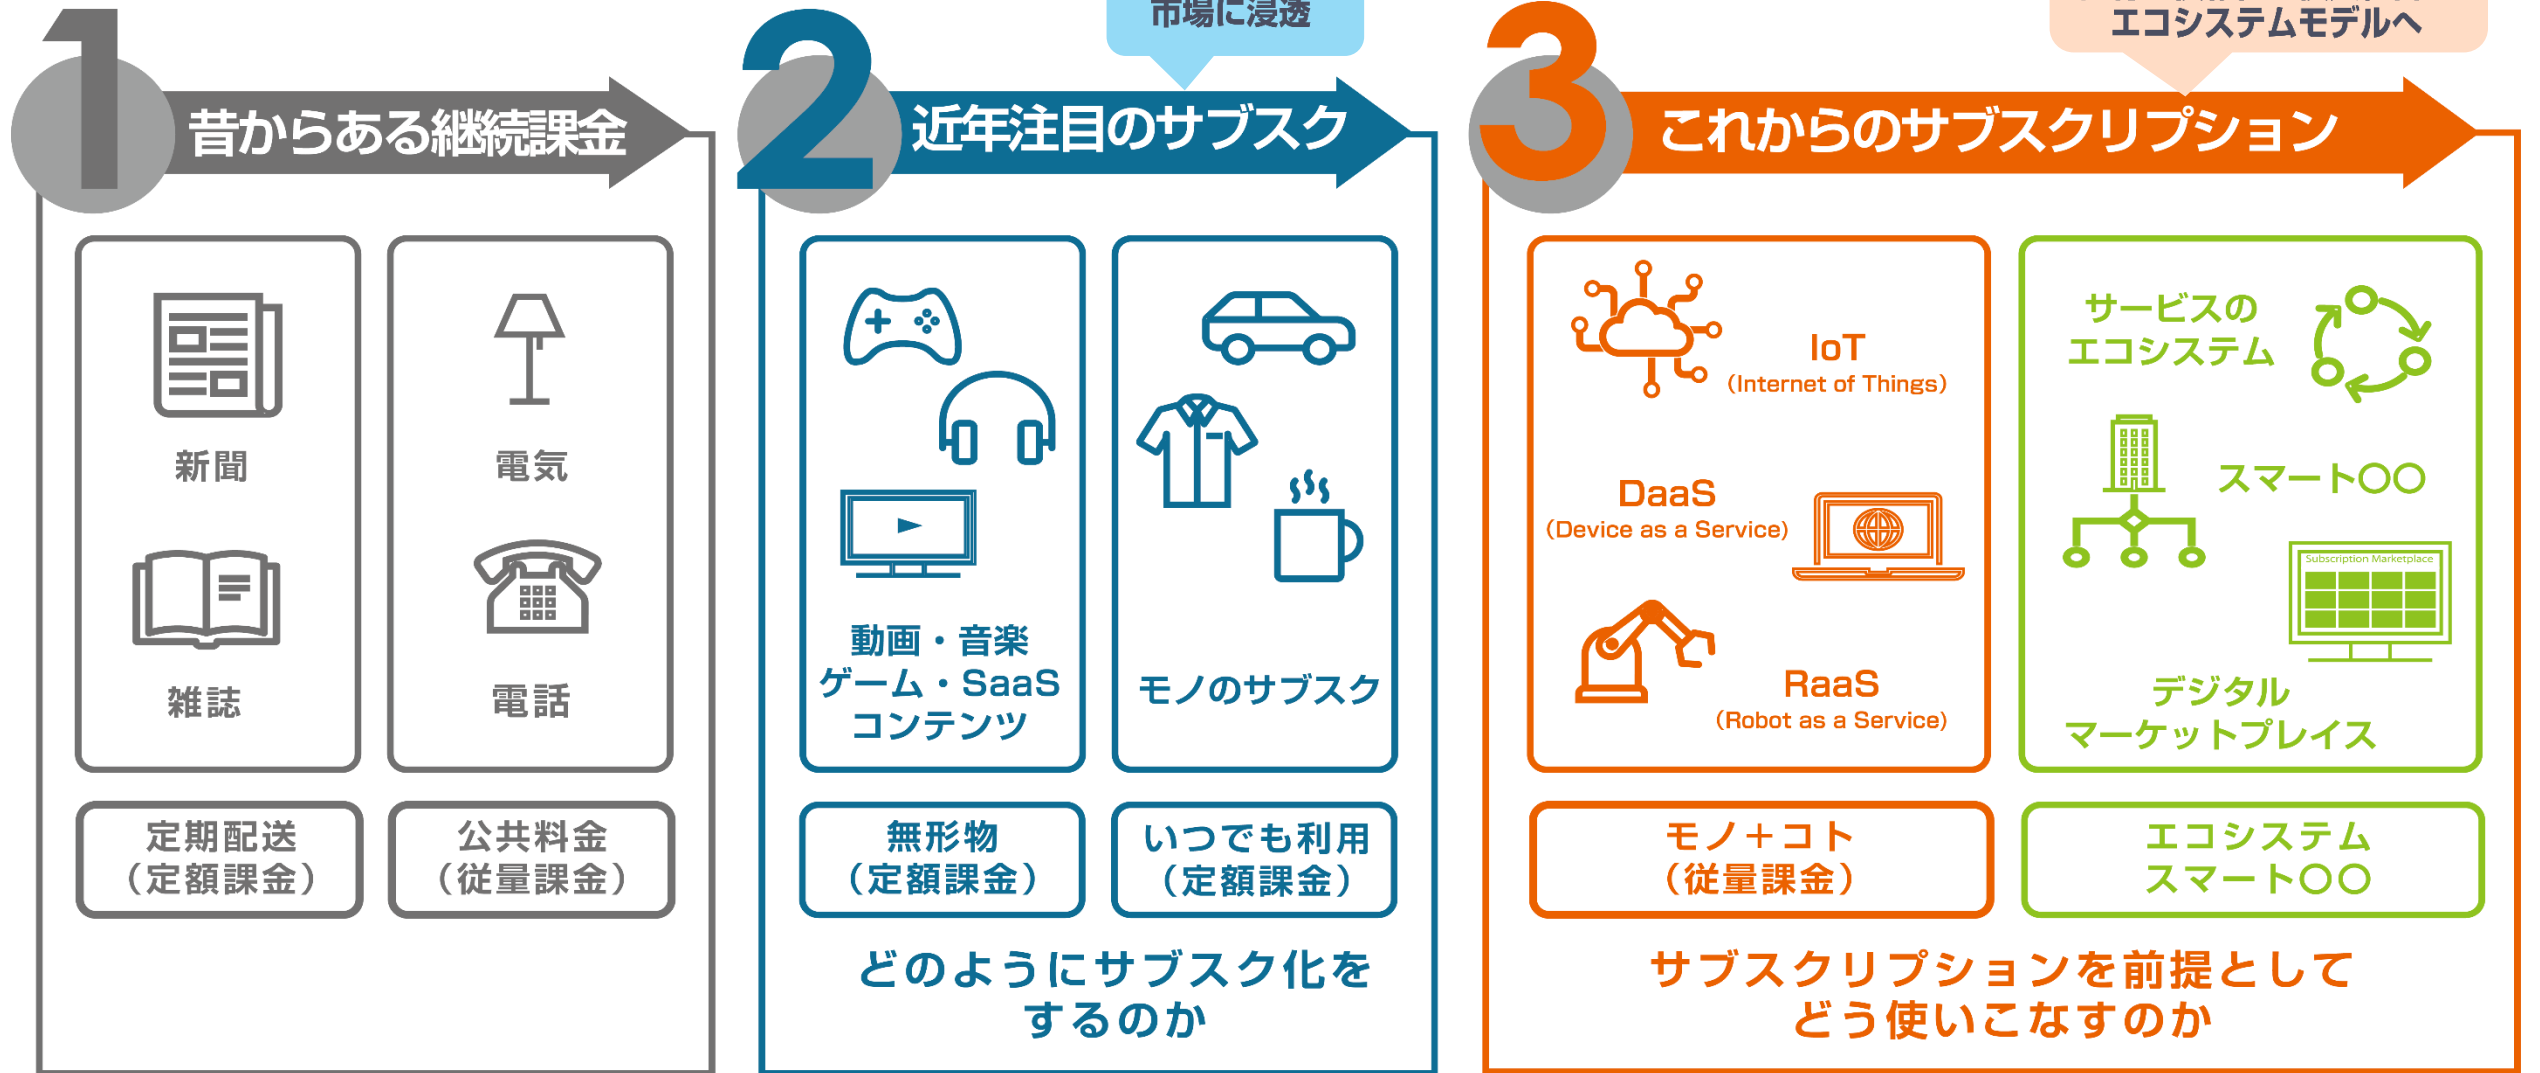 1
昔からある継続課金
新聞
雑誌
電気
電話
定期配送
（定額課金）
公共料金
（従量課金）
市場に浸透
2
近年注目のサブスク
動画・音楽
ゲーム・SaaS
コンテンツ
モノのサブスク
無形物
（定額課金）
いつでも利用
（定額課金）
どのようにサブスク化を
するのか
エコシステムモデルへ
3
これからのサブスクリプション
IoT
（Internet of Things）
DaaS
（Device as a Service）
RaaS
（Robot as a Service）
サービスの
エコシステム
スマート〇〇
Subscription Marketplace
デジタル
マーケットプレイス
モノ＋コト
（従量課金）
エコシステム
スマート〇〇
サブスクリプションを前提として
どう使いこなすのか